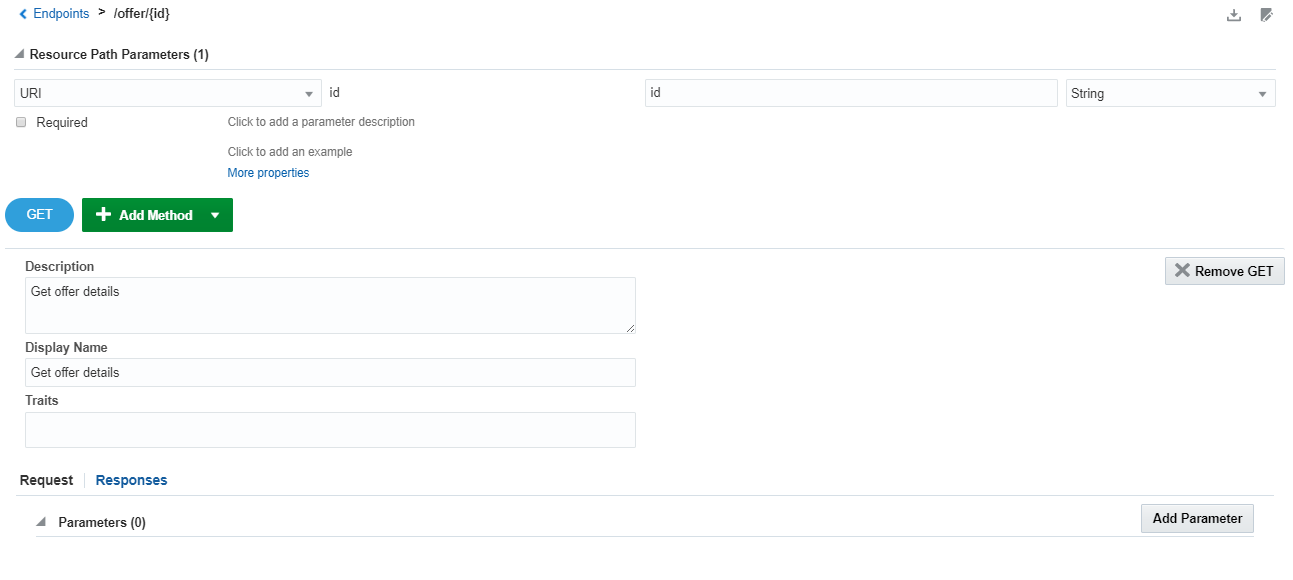 Endpoints > /offer/{id}
Resource Path Parameters (1)
URI id id String
Required Click to add a parameter description
Click to add an example
More properties
GET Add Method
Description Remove GET
Get offer details
Display Name
Get offer details
Traits
Request Responses
Parameters (0) Add Parameter